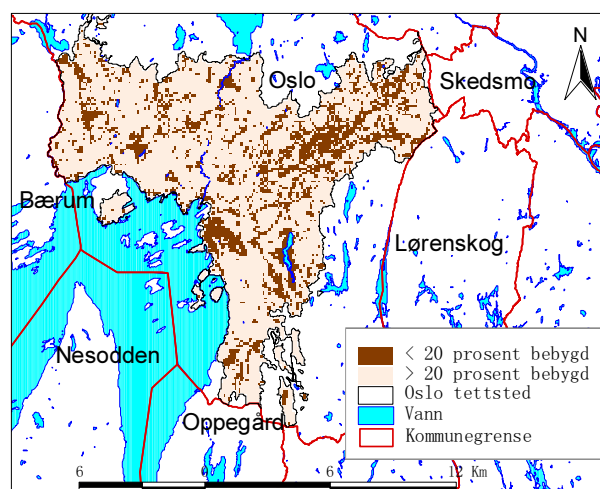 N
Oslo
Skedsmo
Bærum
Lørenskog
Nesodden
Oppegård
< 20 prosent bebygd
> 20 prosent bebygd
Oslo tettsted
Vann
Kommunegrense
6 0 6 12 Km